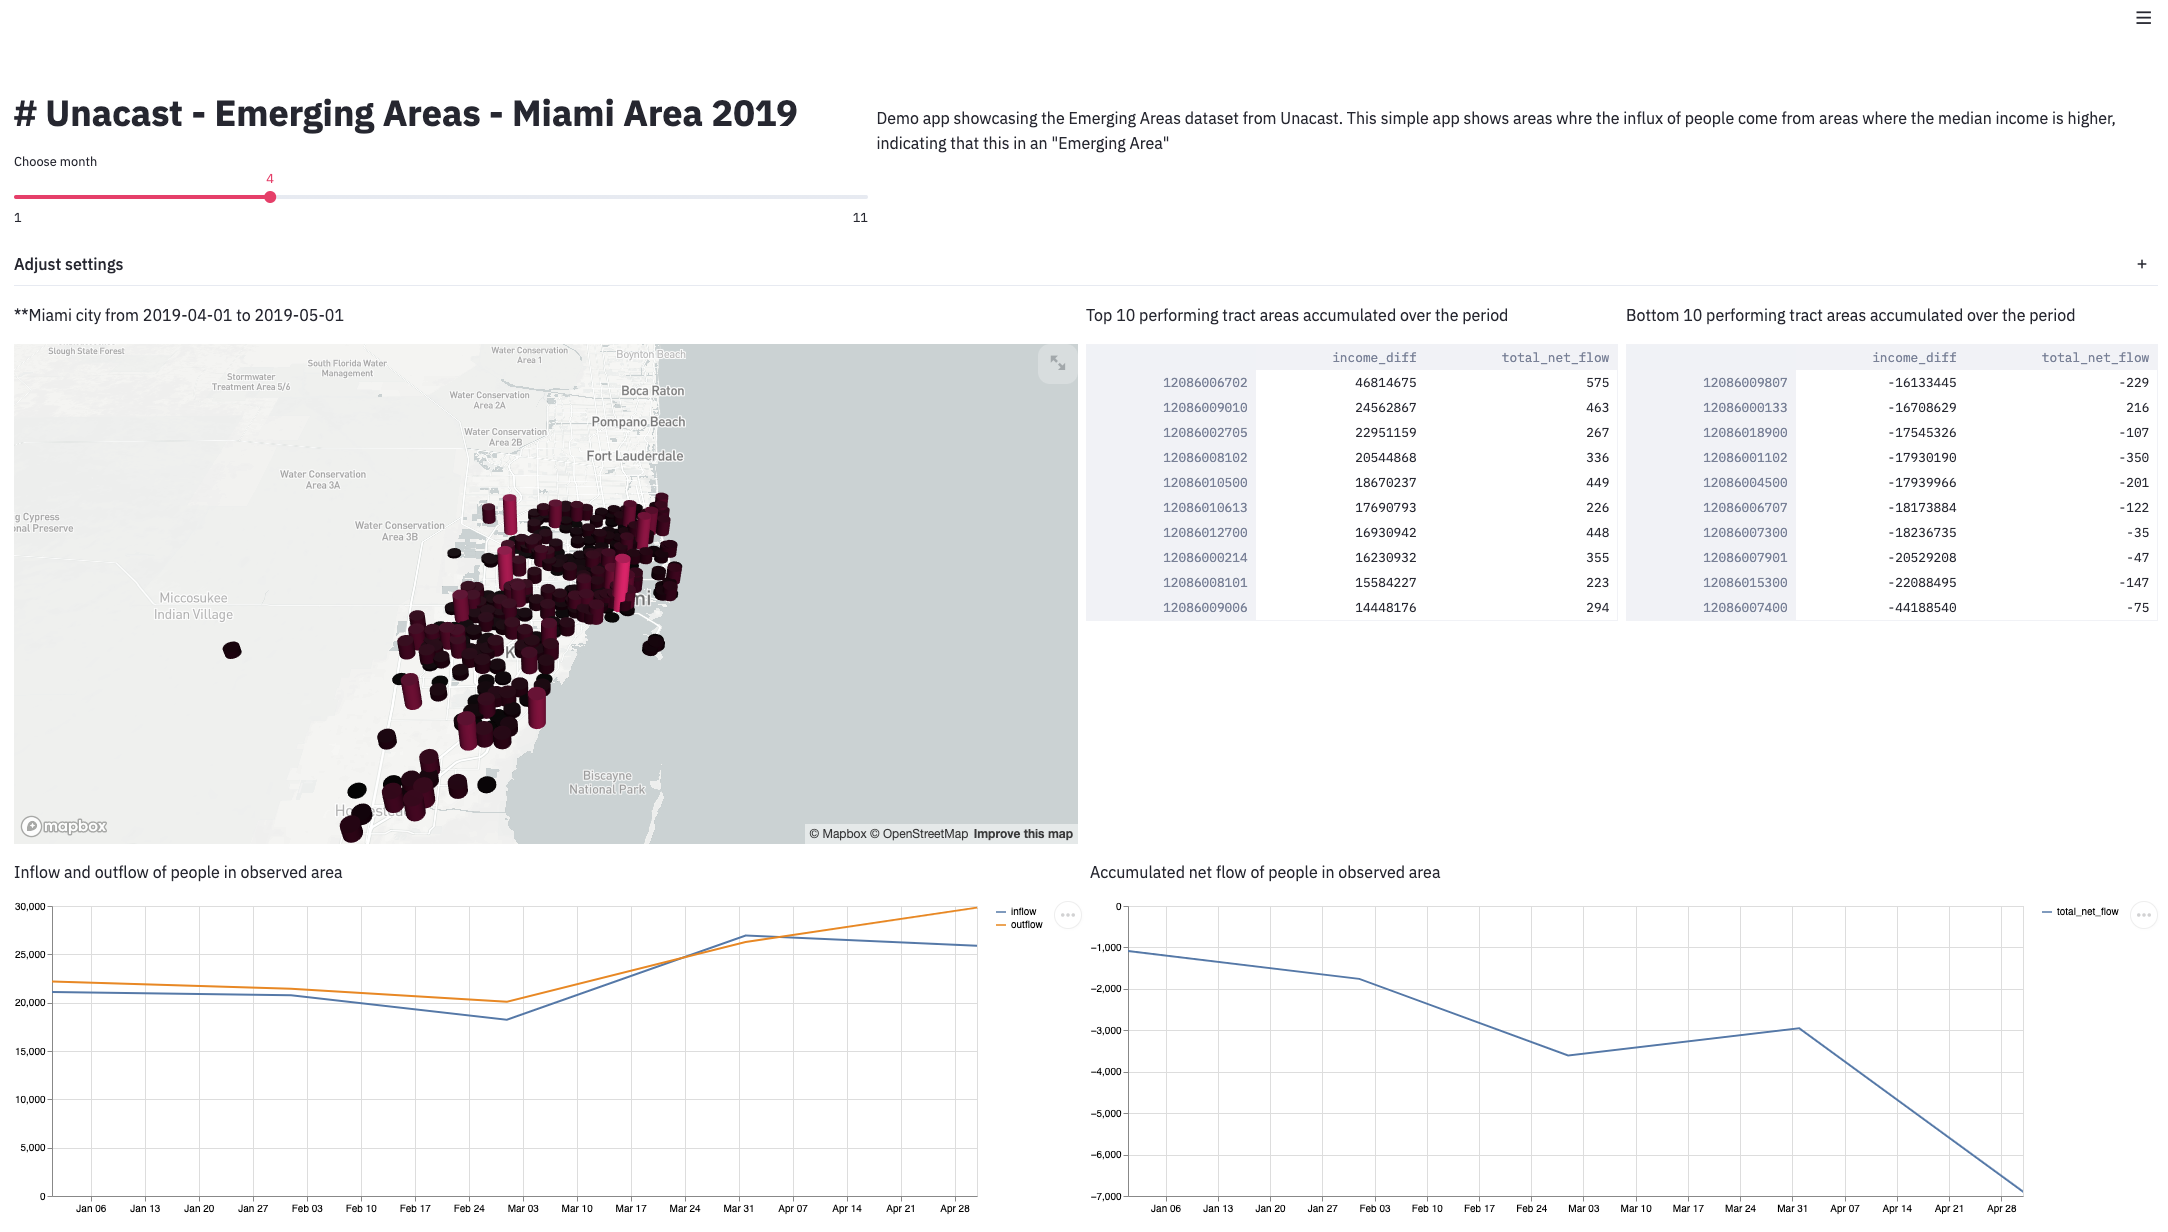 # Unacast - Emerging Areas - Miami Area 2019
Demo app showcasing the Emerging Areas dataset from Unacast. This simple app shows areas whre the influx of people come from areas where the median income is higher,
indicating that this in an "Emerging Area"
Choose month
4
1 11
Adjust settings
+
**Miami city from 2019-04-01 to 2019-05-01
Slough State Forest
South Florida Water
Management
Stormwater
Treatment Area 5/6
Water Conservation
Area 1
Boynton Beach
Boca Raton
Water Conservation
Area 2A
Pompano Beach
Water Conservation
Area 2B
Fort Lauderdale
Water Conservation
Area 3A
g Cypress
nal Preserve
Water Conservation
Area 3B
Miccosukee
Indian Village
ni
K
Biscayne
National Park
mapbox
© Mapbox © OpenStreetMap Improve this map
Top 10 performing tract areas accumulated over the period
income_diff total_net_flow
12086006702 46814675 575
12086009010 24562867 463
12086002705 22951159 267
12086008102 20544868 336
12086010500 18670237 449
12086010613 17690793 226
12086012700 16930942 448
12086000214 16230932 355
12086008101 15584227 223
12086009006 14448176 294
Bottom 10 performing tract areas accumulated over the period
income_diff total_net_flow
12086009807 -16133445 -229
12086000133 -16708629 216
12086018900 -17545326 -107
12086001102 -17930190 -350
12086004500 -17939966 -201
12086006707 -18173884 -122
12086007300 -18236735 -35
12086007901 -20529208 -47
12086015300 -22088495 -147
12086007400 -44188540 -75
Inflow and outflow of people in observed area
30,000
25,000
20,000
15,000
10,000
5,000
0
Jan 06 Jan 13 Jan 20 Jan 27 Feb 03 Feb 10 Feb 17 Feb 24 Mar 03 Mar 10 Mar 17 Mar 24 Mar 31 Apr 07 Apr 14 Apr 21 Apr 28
inflow
outflow
Accumulated net flow of people in observed area
0
−1,000
−2,000
−3,000
−4,000
−5,000
−6,000
−7,000
Jan 06 Jan 13 Jan 20 Jan 27 Feb 03 Feb 10 Feb 17 Feb 24 Mar 03 Mar 10 Mar 17 Mar 24 Mar 31 Apr 07 Apr 14 Apr 21 Apr 28
total_net_flow